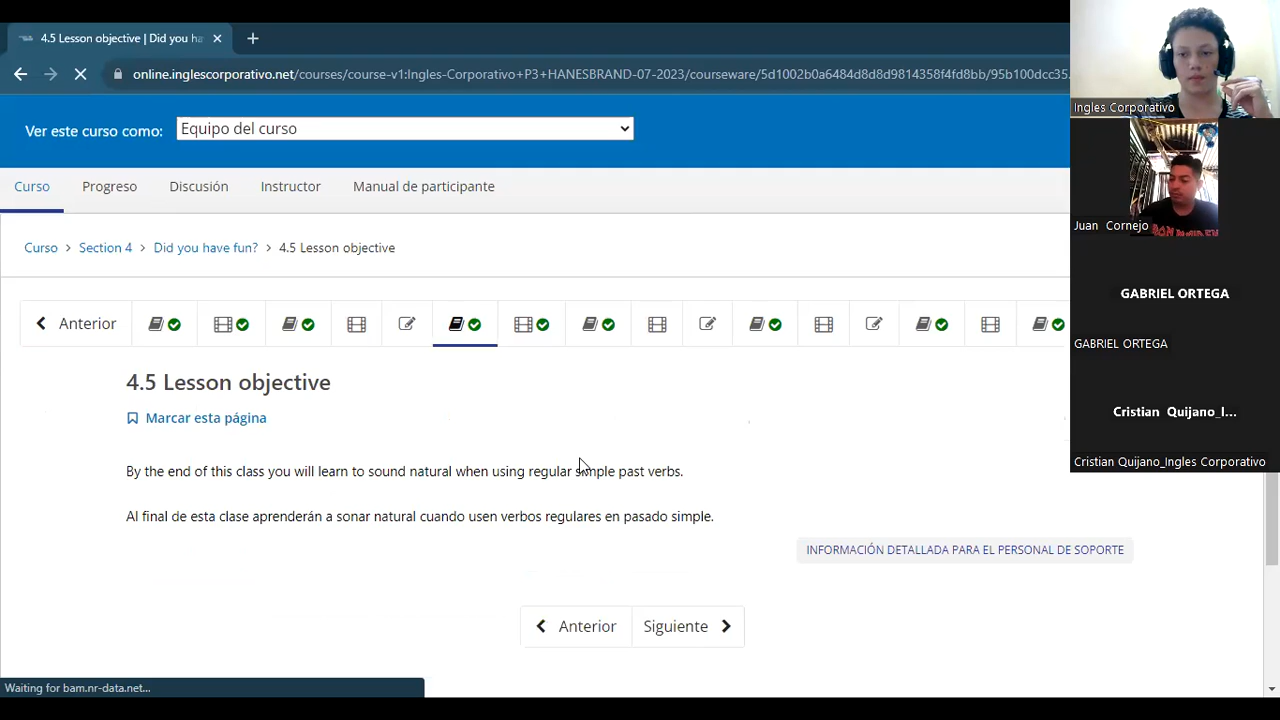 4.5 Lesson objective | Did you ha
online.inglescorporativo.net/courses/course-v1:Ingles-Corporativo+P3+HANESBRAND-07-2023/courseware/5d1002b0a6484d8d8d9814358f4fd8bb/95b100dcc35.
Ver este curso como:
Equipo del curso
Curso
Progreso
Discusión
Instructor
Manual de participante
Curso > Section 4 > Did you have fun? > 4.5 Lesson objective
Anterior
4.5 Lesson objective
Marcar esta página
By the end of this class you will learn to sound natural when using regular simple past verbs.
Al final de esta clase aprenderán a sonar natural cuando usen verbos regulares en pasado simple.
INFORMACIÓN DETALLADA PARA EL PERSONAL DE SOPORTE
Anterior
Siguiente
Waiting for bam.nr-data.net...
Ingles Corporativo
Juan Cornejo
GABRIEL ORTEGA
GABRIEL ORTEGA
Cristian Quijano_I...
Cristian Quijano_Ingles Corporativo